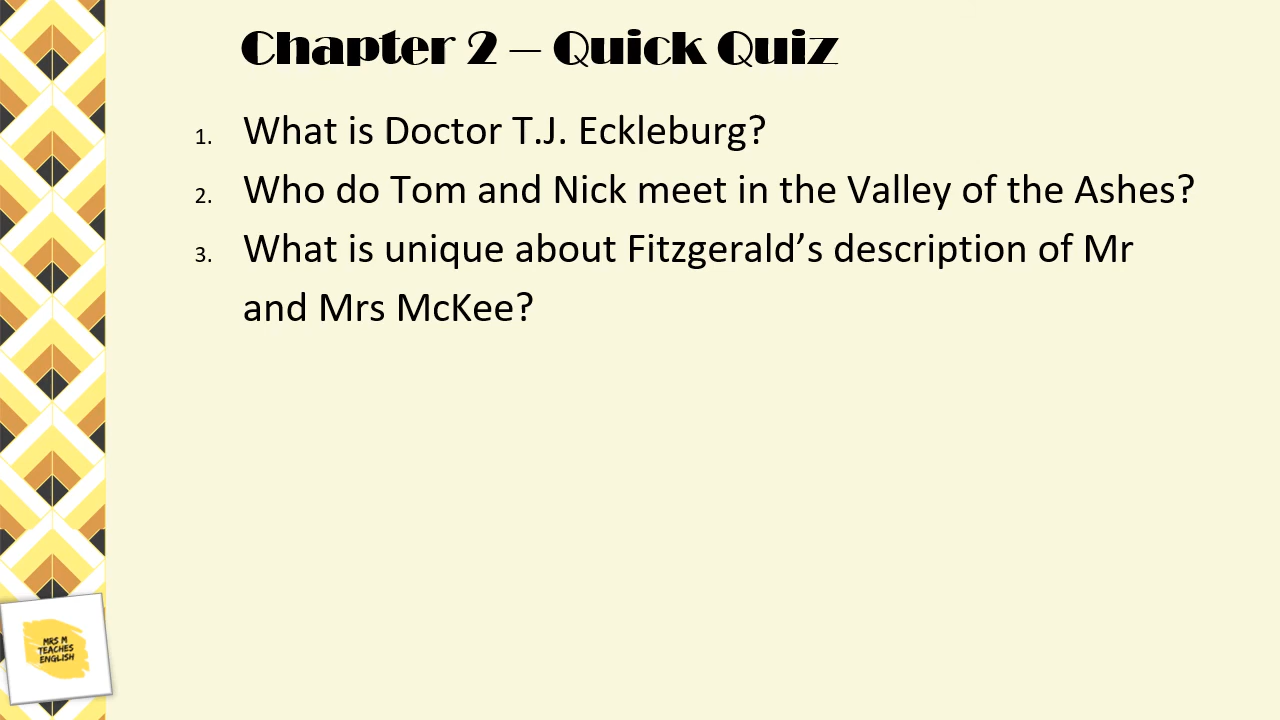 Chapter 2 – Quick Quiz
1. What is Doctor T.J. Eckleburg?
2. Who do Tom and Nick meet in the Valley of the Ashes?
3. What is unique about Fitzgerald’s description of Mr
and Mrs McKee?
MRS M
TEACHES
ENGLISH